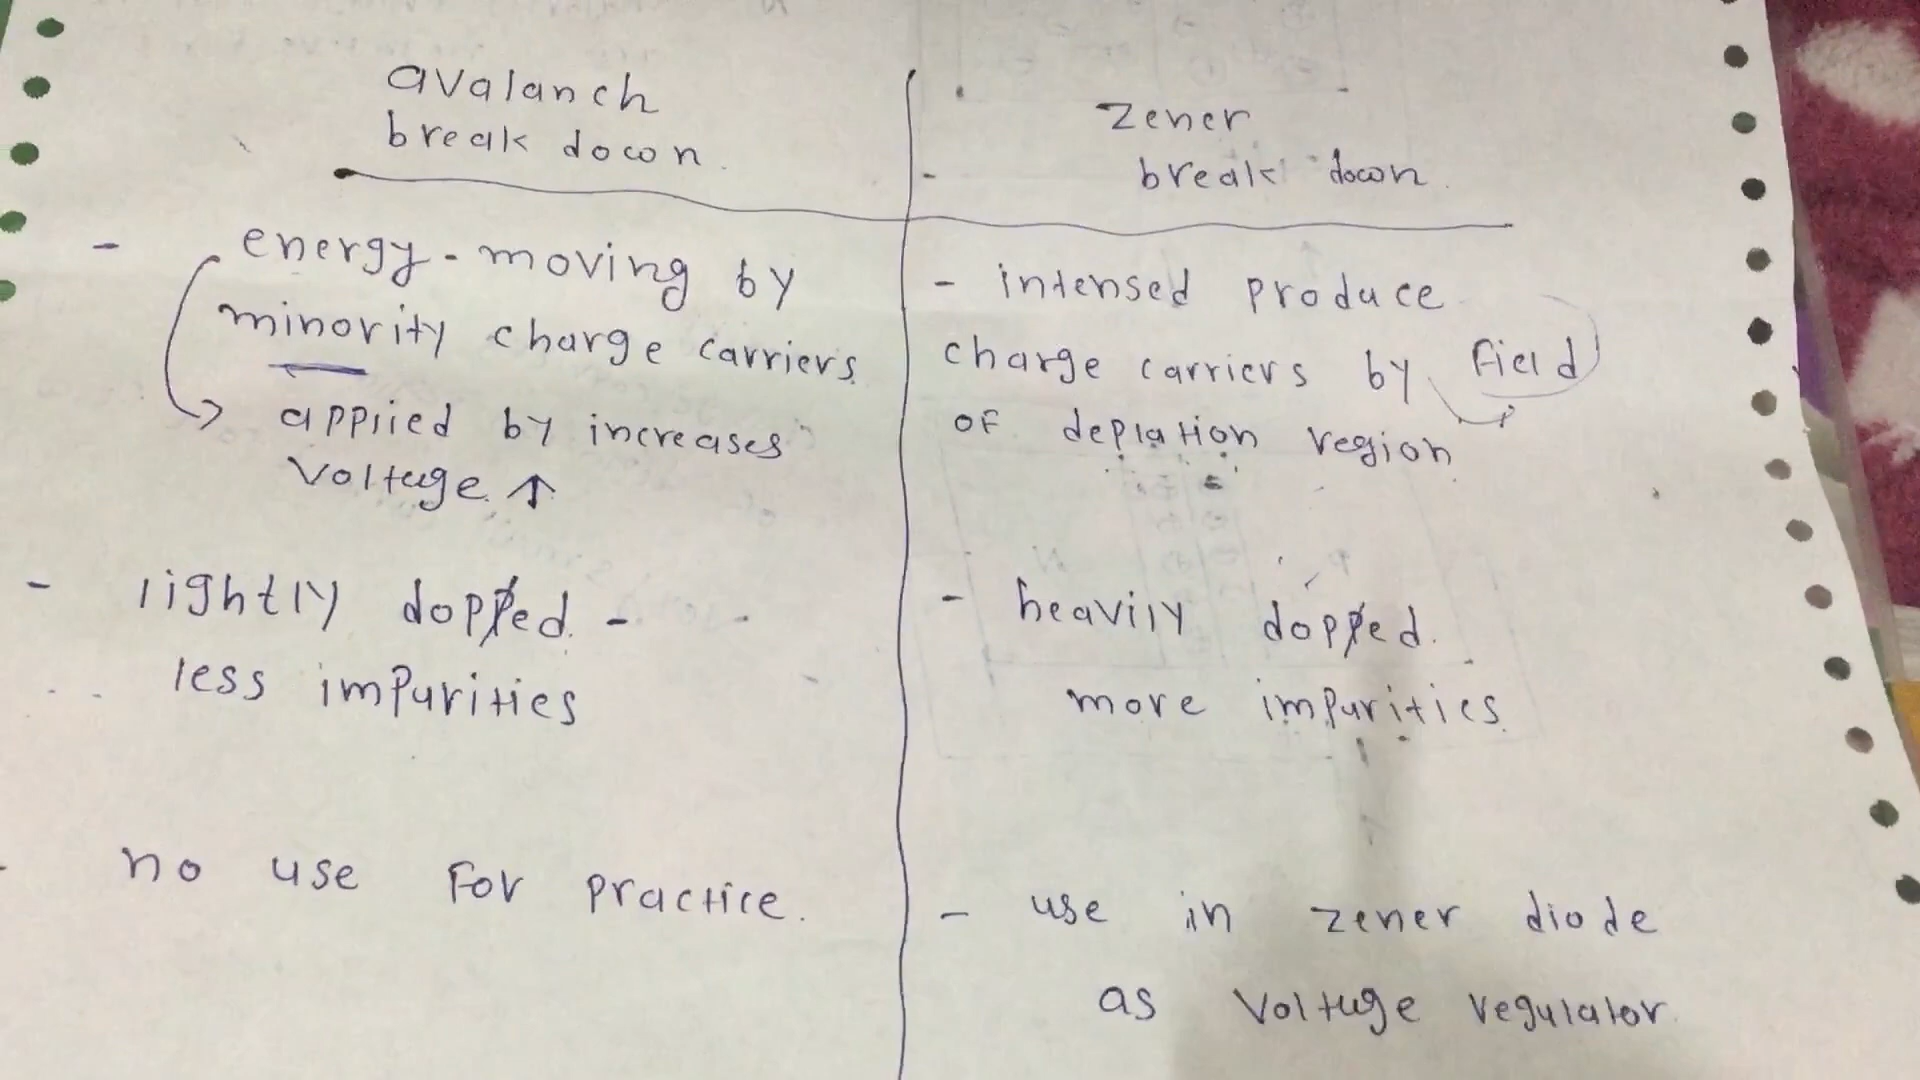 avalanch
break down.
energy - moving by
minority charge carriers.
applied by increases
voltage ↑
- lightly dopped. -
less impurities
- no use for practice.
zener
- break down.
- intensed produce
charge carriers by field
of deplation region
- heavily dopped.
more impurities
- use in zener diode
as voltage regulator